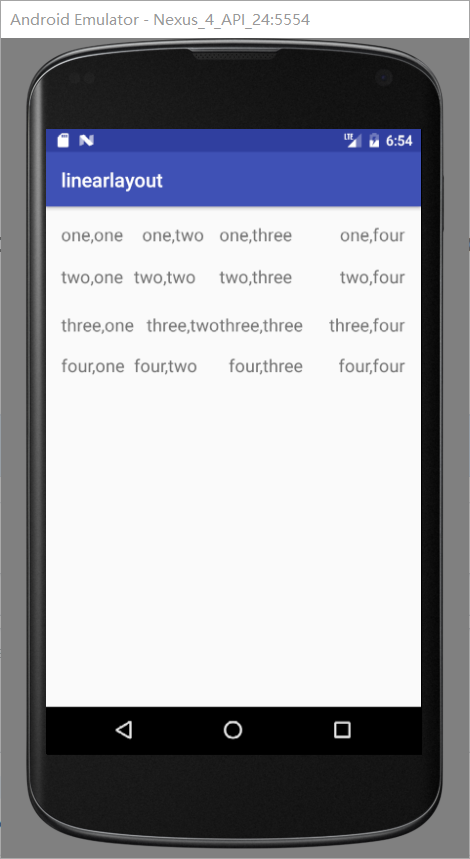 Android Emulator - Nexus_4_API_24:5554
LTE 6:54
linearlayout
one,one one,two one,three one,four
two,one two,two two,three two,four
three,one three,twothree,three three,four
four,one four,two four,three four,four